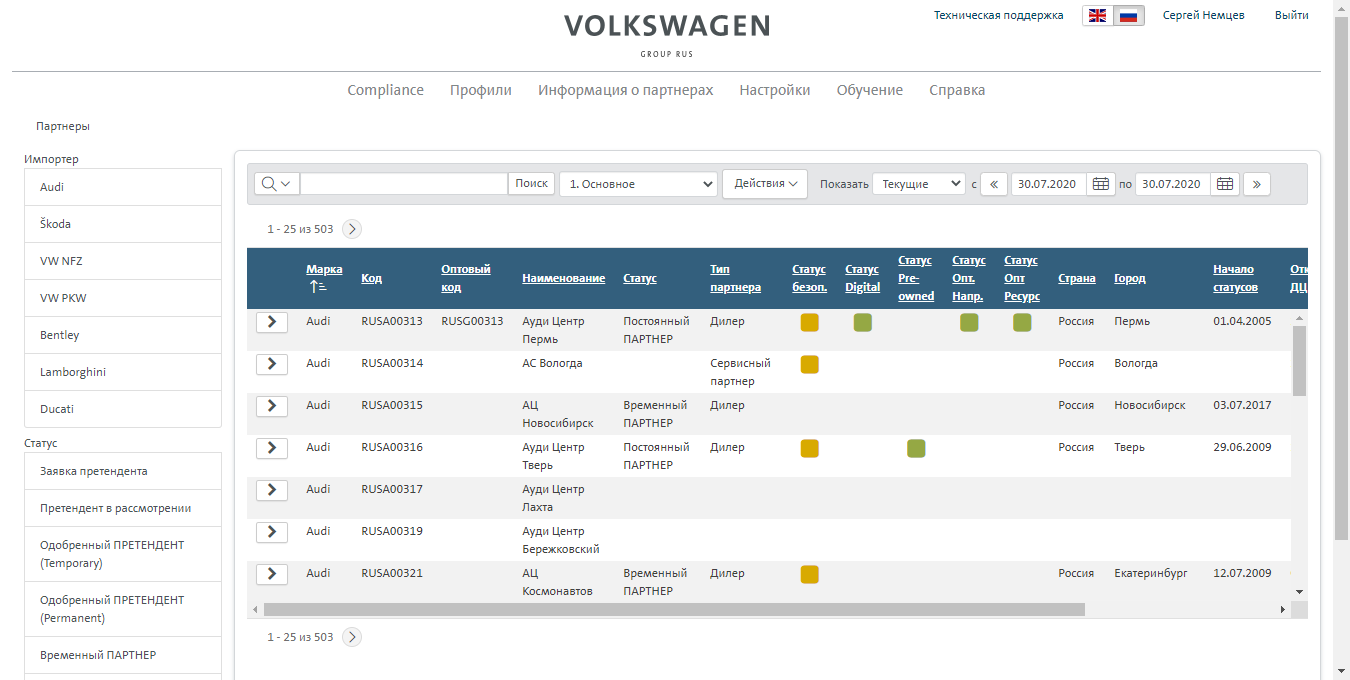 VOLKSWAGEN
GROUP RUS
Техническая поддержка
Сергей Немцев
Выйти
Compliance Профили Информация о партнерах Настройки Обучение Справка
Партнеры
Импортер
Audi
Škoda
VW NFZ
VW PKW
Bentley
Lamborghini
Ducati
Статус
Заявка претендента
Претендент в рассмотрении
Одобренный ПРЕТЕНДЕНТ
(Temporary)
Одобренный ПРЕТЕНДЕНТ
(Permanent)
Временный ПАРТНЕР
Поиск 1. Основное Действия Показать Текущие с « 30.07.2020 по 30.07.2020 »
1 - 25 из 503
Марка
Код
Оптовый
код
Наименование
Статус
Тип
партнера
Статус
безоп.
Статус
Digital
Статус
Pre-
owned
Статус
Опт.
Напр.
Статус
Опт
Ресурс
Страна
Город
Начало
статусов
ДЦ
Audi RUSA00313 RUSG00313 Ауди Центр Постоянный Дилер Россия Пермь 01.04.2005
Пермь ПАРТНЕР
Audi RUSA00314 АС Вологда Сервисный Россия Вологда
партнер
Audi RUSA00315 АЦ Временный Дилер Россия Новосибирск 03.07.2017
Новосибирск ПАРТНЕР
Audi RUSA00316 Ауди Центр Постоянный Дилер Россия Тверь 29.06.2009
Тверь ПАРТНЕР
Audi RUSA00317 Ауди Центр
Лахта
Audi RUSA00319 Ауди Центр
Бережковский
Audi RUSA00321 АЦ Временный Дилер Россия Екатеринбург 12.07.2009
Космонавтов ПАРТНЕР
1 - 25 из 503